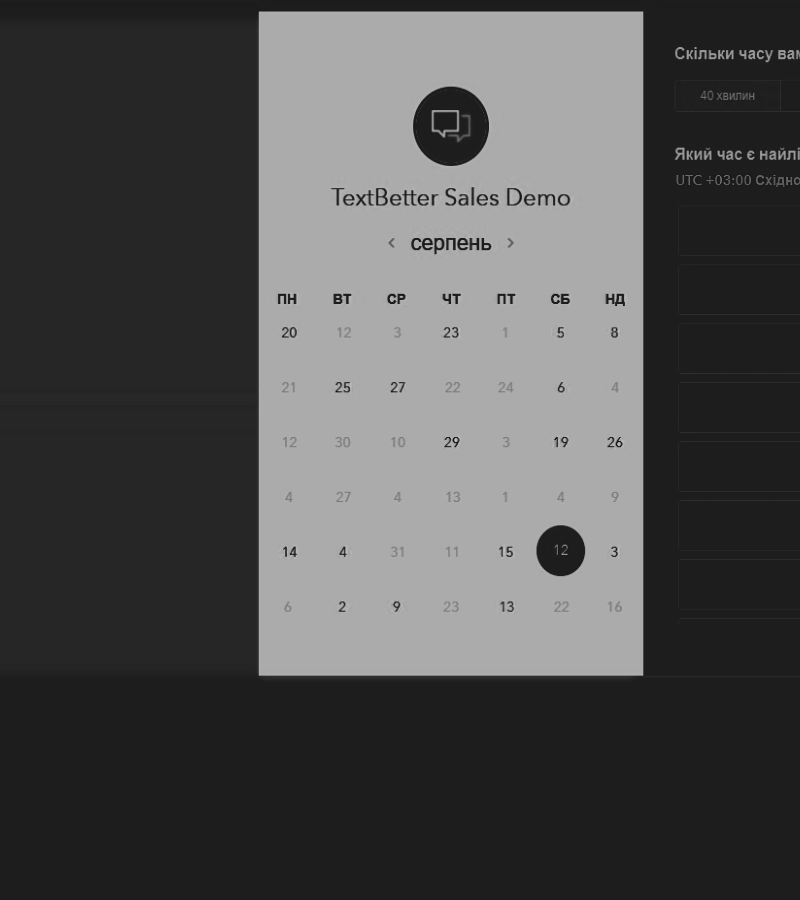 TextBetter Sales Demo
серпень
ПН ВТ СР ЧТ ПТ СБ НД
20 12 3 23 1 5 8
21 25 27 22 24 6 4
12 30 10 29 3 19 26
4 27 4 13 1 4 9
14 4 31 11 15 12 3
6 2 9 23 13 22 16
Скільки часу
40 хвилин
Який час є
UTC +03:00